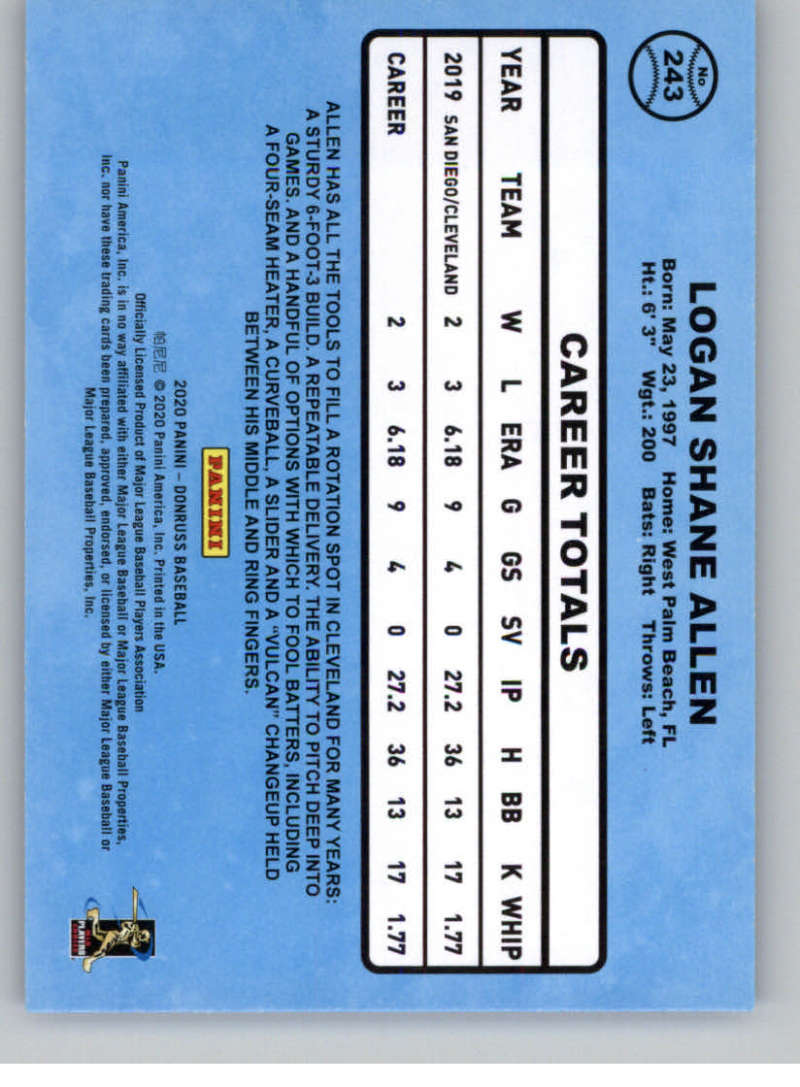 No
243
LOGAN SHANE ALLEN
Born: May 23, 1997 Home: West Palm Beach, FL
Ht.: 6' 3" Wgt.: 200 Bats: Right Throws: Left
CAREER TOTALS
YEAR TEAM W L ERA G GS SV IP H BB K WHIP
2019 SAN DIEGO/CLEVELAND 2 3 6.18 9 4 0 27.2 36 13 17 1.77
CAREER 2 3 6.18 9 4 0 27.2 36 13 17 1.77
ALLEN HAS ALL THE TOOLS TO FILL A ROTATION SPOT IN CLEVELAND FOR MANY YEARS:
A STURDY 6-FOOT-3 BUILD, A REPEATABLE DELIVERY, THE ABILITY TO PITCH DEEP INTO
GAMES, AND A HANDFUL OF OPTIONS WITH WHICH TO FOOL BATTERS, INCLUDING
A FOUR-SEAM HEATER, A CURVEBALL, A SLIDER AND A "VULCAN" CHANGEUP HELD
BETWEEN HIS MIDDLE AND RING FINGERS.
PANINI
2020 PANINI – DONRUSS BASEBALL
帕尼尼 © 2020 Panini America, Inc. Printed in the USA.
Officially Licensed Product of Major League Baseball Players Association
Panini America, Inc. is in no way affiliated with either Major League Baseball or Major League Baseball Properties,
Inc. nor have these trading cards been prepared, approved, endorsed, or licensed by either Major League Baseball or
Major League Baseball Properties, Inc.
PLAYERS